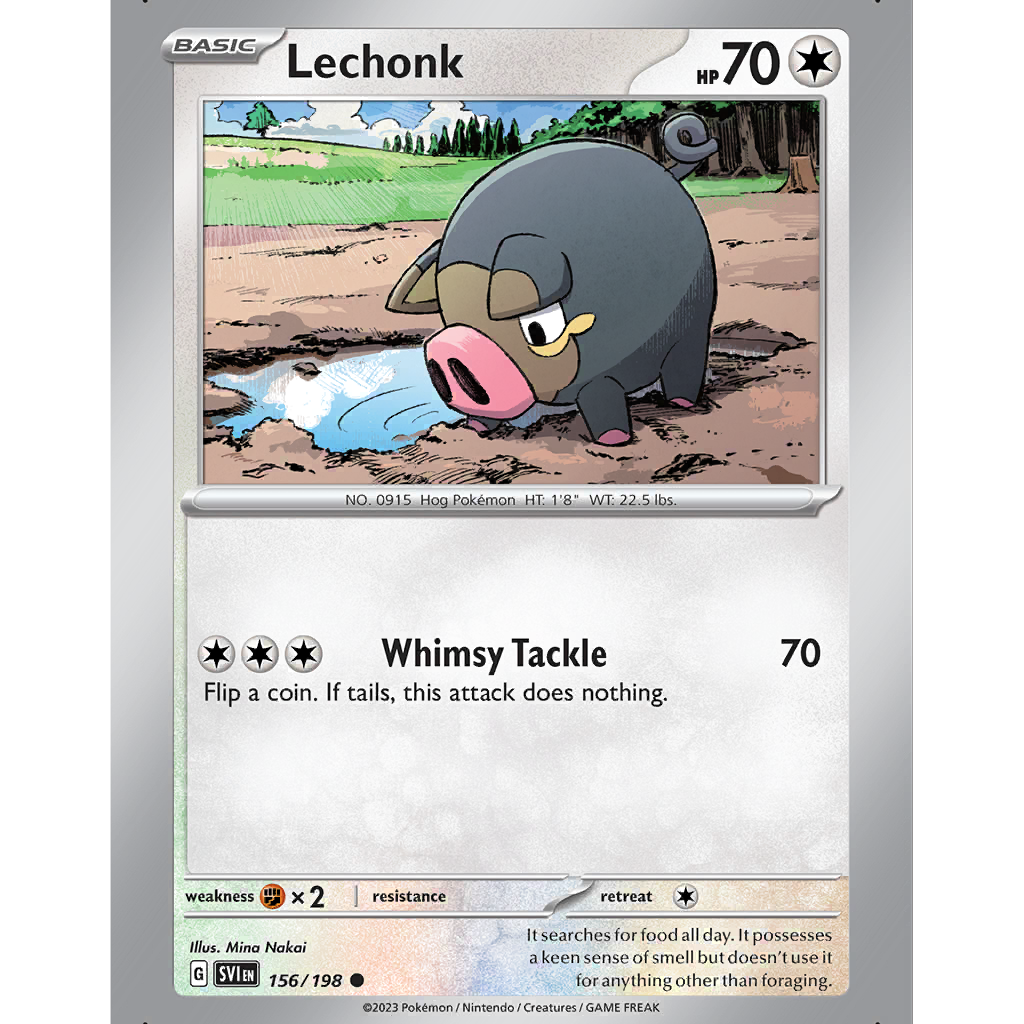 BASIC
Lechonk
HP 70
NO. 0915 Hog Pokémon HT: 1'8" WT: 22.5 lbs.
Whimsy Tackle 70
Flip a coin. If tails, this attack does nothing.
weakness ×2 resistance retreat
It searches for food all day. It possesses
a keen sense of smell but doesn't use it
for anything other than foraging.
Illus. Mina Nakai
G SVI EN 156/198
©2023 Pokémon / Nintendo / Creatures / GAME FREAK